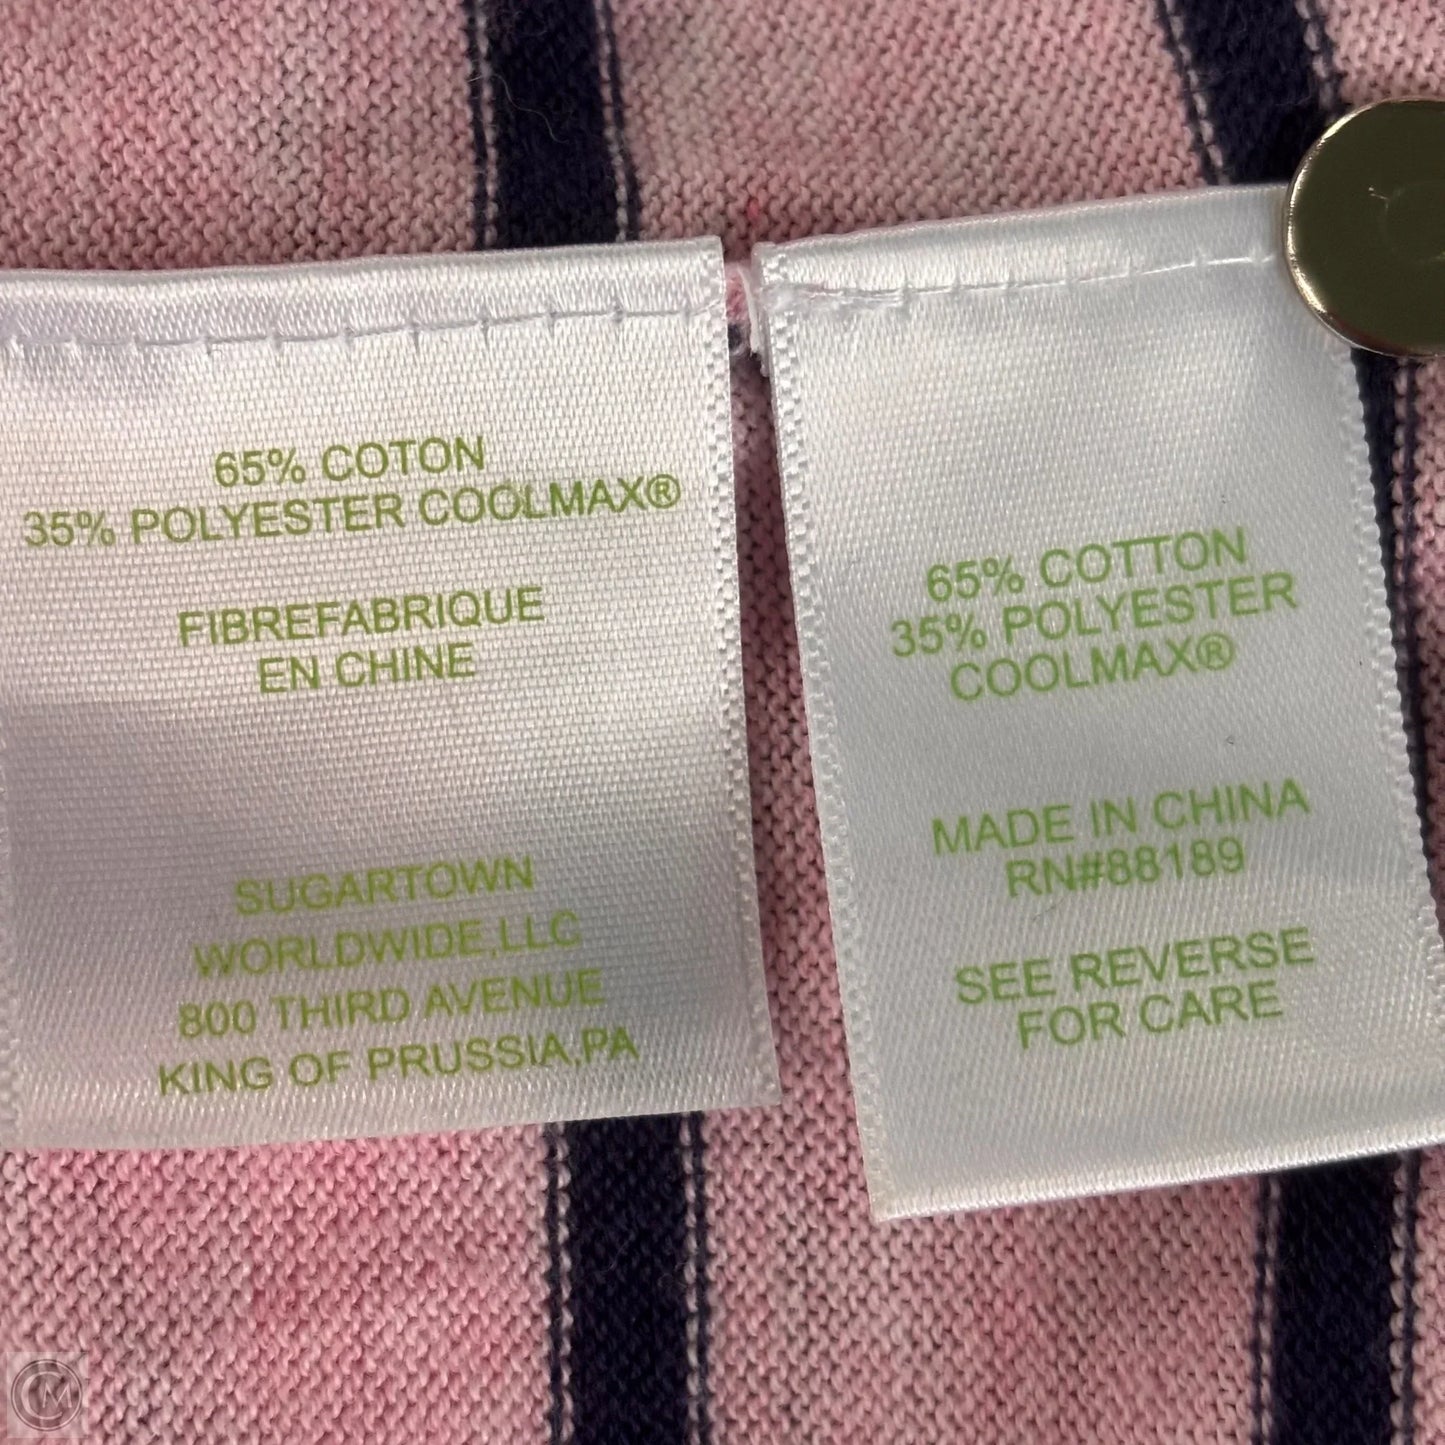 65% COTON
35% POLYESTER COOLMAX®
FIBREFABRIQUE
EN CHINE
SUGARTOWN
WORLDWIDE,LLC
800 THIRD AVENUE
KING OF PRUSSIA,PA
65% COTTON
35% POLYESTER
COOLMAX®
MADE IN CHINA
RN#88189
SEE REVERSE
FOR CARE
CM